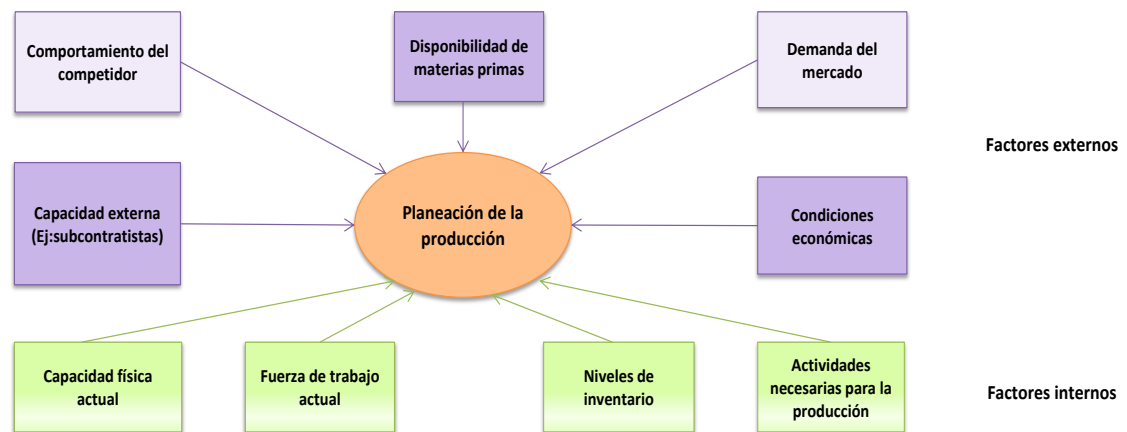 Comportamiento del
competidor
Disponibilidad de
materias primas
Demanda del
mercado
Factores externos
Capacidad externa
(Ej:subcontratistas)
Planeación de la
producción
Condiciones
económicas
Capacidad física
actual
Fuerza de trabajo
actual
Niveles de
inventario
Actividades
necesarias para la
producción
Factores internos